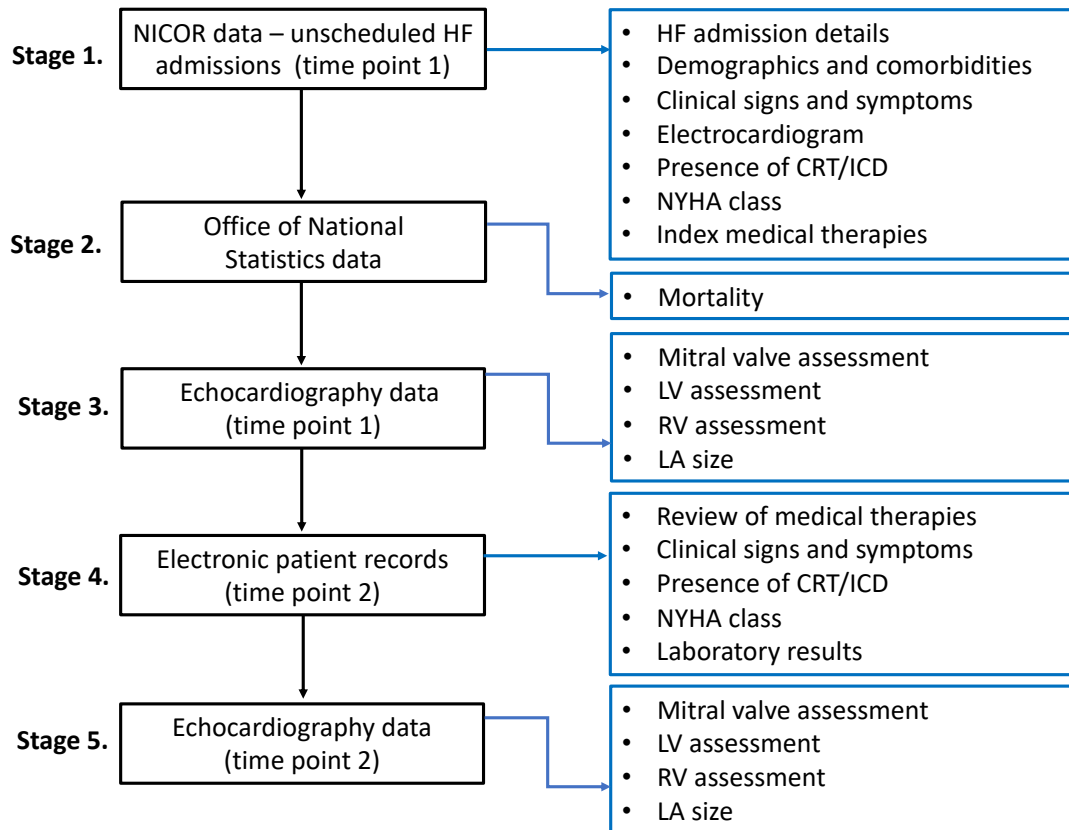 Stage 1.
NICOR data – unscheduled HF
admissions (time point 1)
• HF admission details
• Demographics and comorbidities
• Clinical signs and symptoms
• Electrocardiogram
• Presence of CRT/ICD
• NYHA class
• Index medical therapies
Stage 2.
Office of National
Statistics data
• Mortality
Stage 3.
Echocardiography data
(time point 1)
• Mitral valve assessment
• LV assessment
• RV assessment
• LA size
Stage 4.
Electronic patient records
(time point 2)
• Review of medical therapies
• Clinical signs and symptoms
• Presence of CRT/ICD
• NYHA class
• Laboratory results
Stage 5.
Echocardiography data
(time point 2)
• Mitral valve assessment
• LV assessment
• RV assessment
• LA size